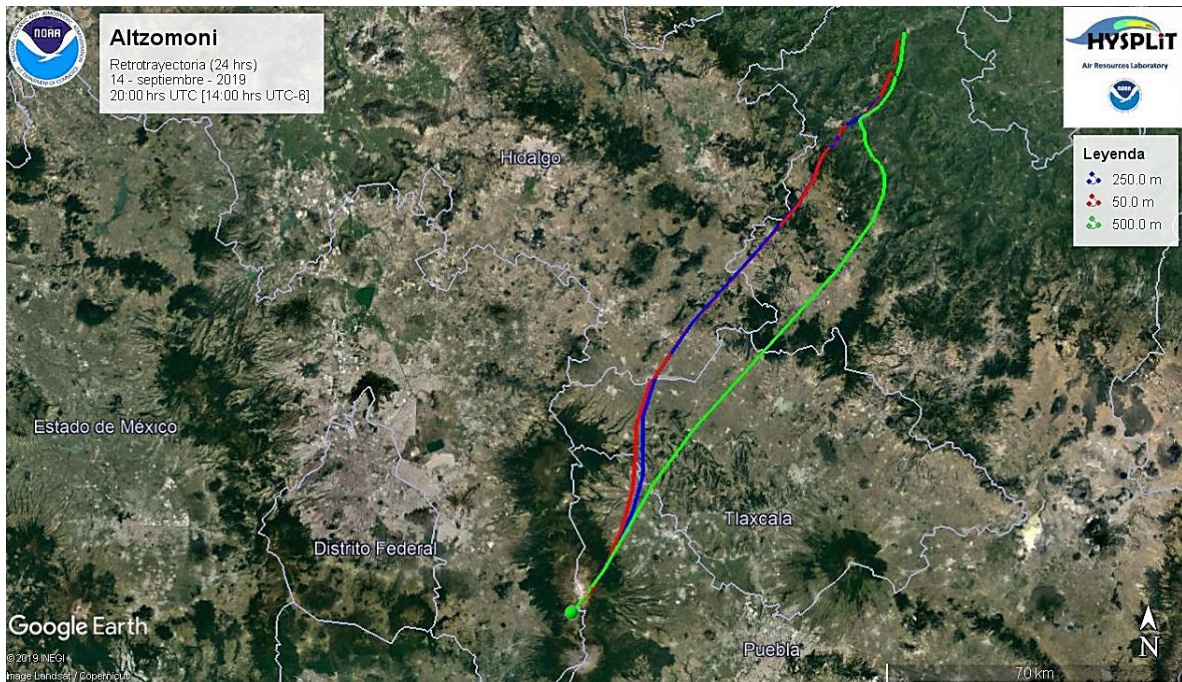 NOAA
Altzomoni
Retrotrayectoria (24 hrs)
14 - septiembre - 2019
20:00 hrs UTC [14:00 hrs UTC-6]
HYSPLiT
Air Resources Laboratory
Leyenda
250.0 m
50.0 m
500.0 m
Hidalgo
Estado de México
Distrito Federal
Tlaxcala
Puebla
Google Earth
© 2019 INEGI
Image Landsat / Copernicus
N
70 km